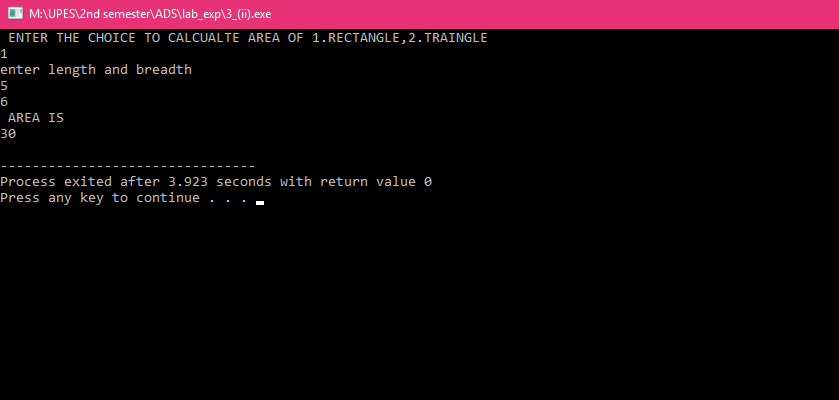 M:\UPES\2nd semester\ADS\lab_exp\3_(ii).exe
ENTER THE CHOICE TO CALCUALTE AREA OF 1.RECTANGLE,2.TRAINGLE
1
enter length and breadth
5
6
AREA IS
30
--------------------------------
Process exited after 3.923 seconds with return value 0
Press any key to continue . . .